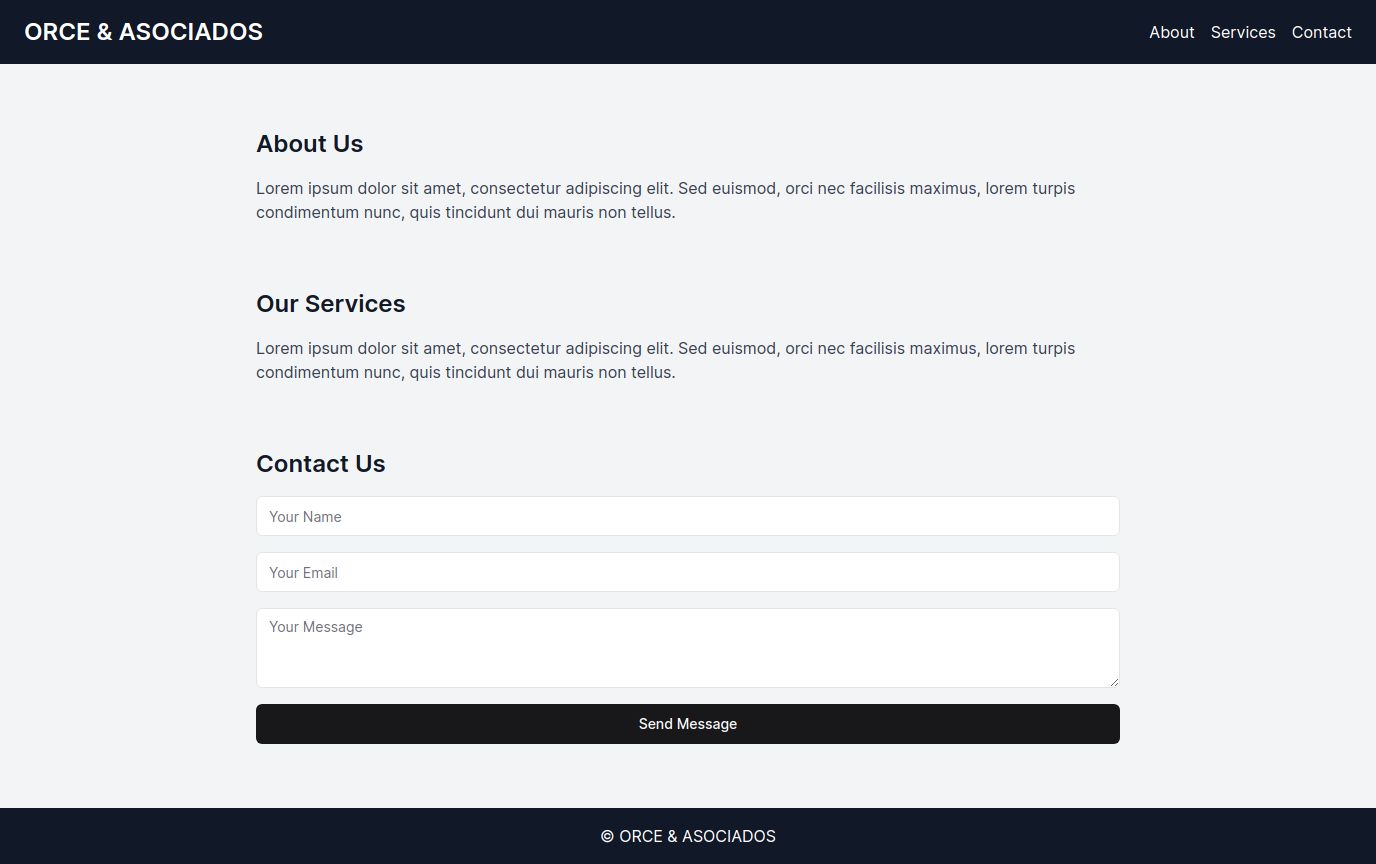 ORCE & ASOCIADOS
About Services Contact
About Us
Lorem ipsum dolor sit amet, consectetur adipiscing elit. Sed euismod, orci nec facilisis maximus, lorem turpis
condimentum nunc, quis tincidunt dui mauris non tellus.
Our Services
Lorem ipsum dolor sit amet, consectetur adipiscing elit. Sed euismod, orci nec facilisis maximus, lorem turpis
condimentum nunc, quis tincidunt dui mauris non tellus.
Contact Us
Your Name
Your Email
Your Message
Send Message
© ORCE & ASOCIADOS